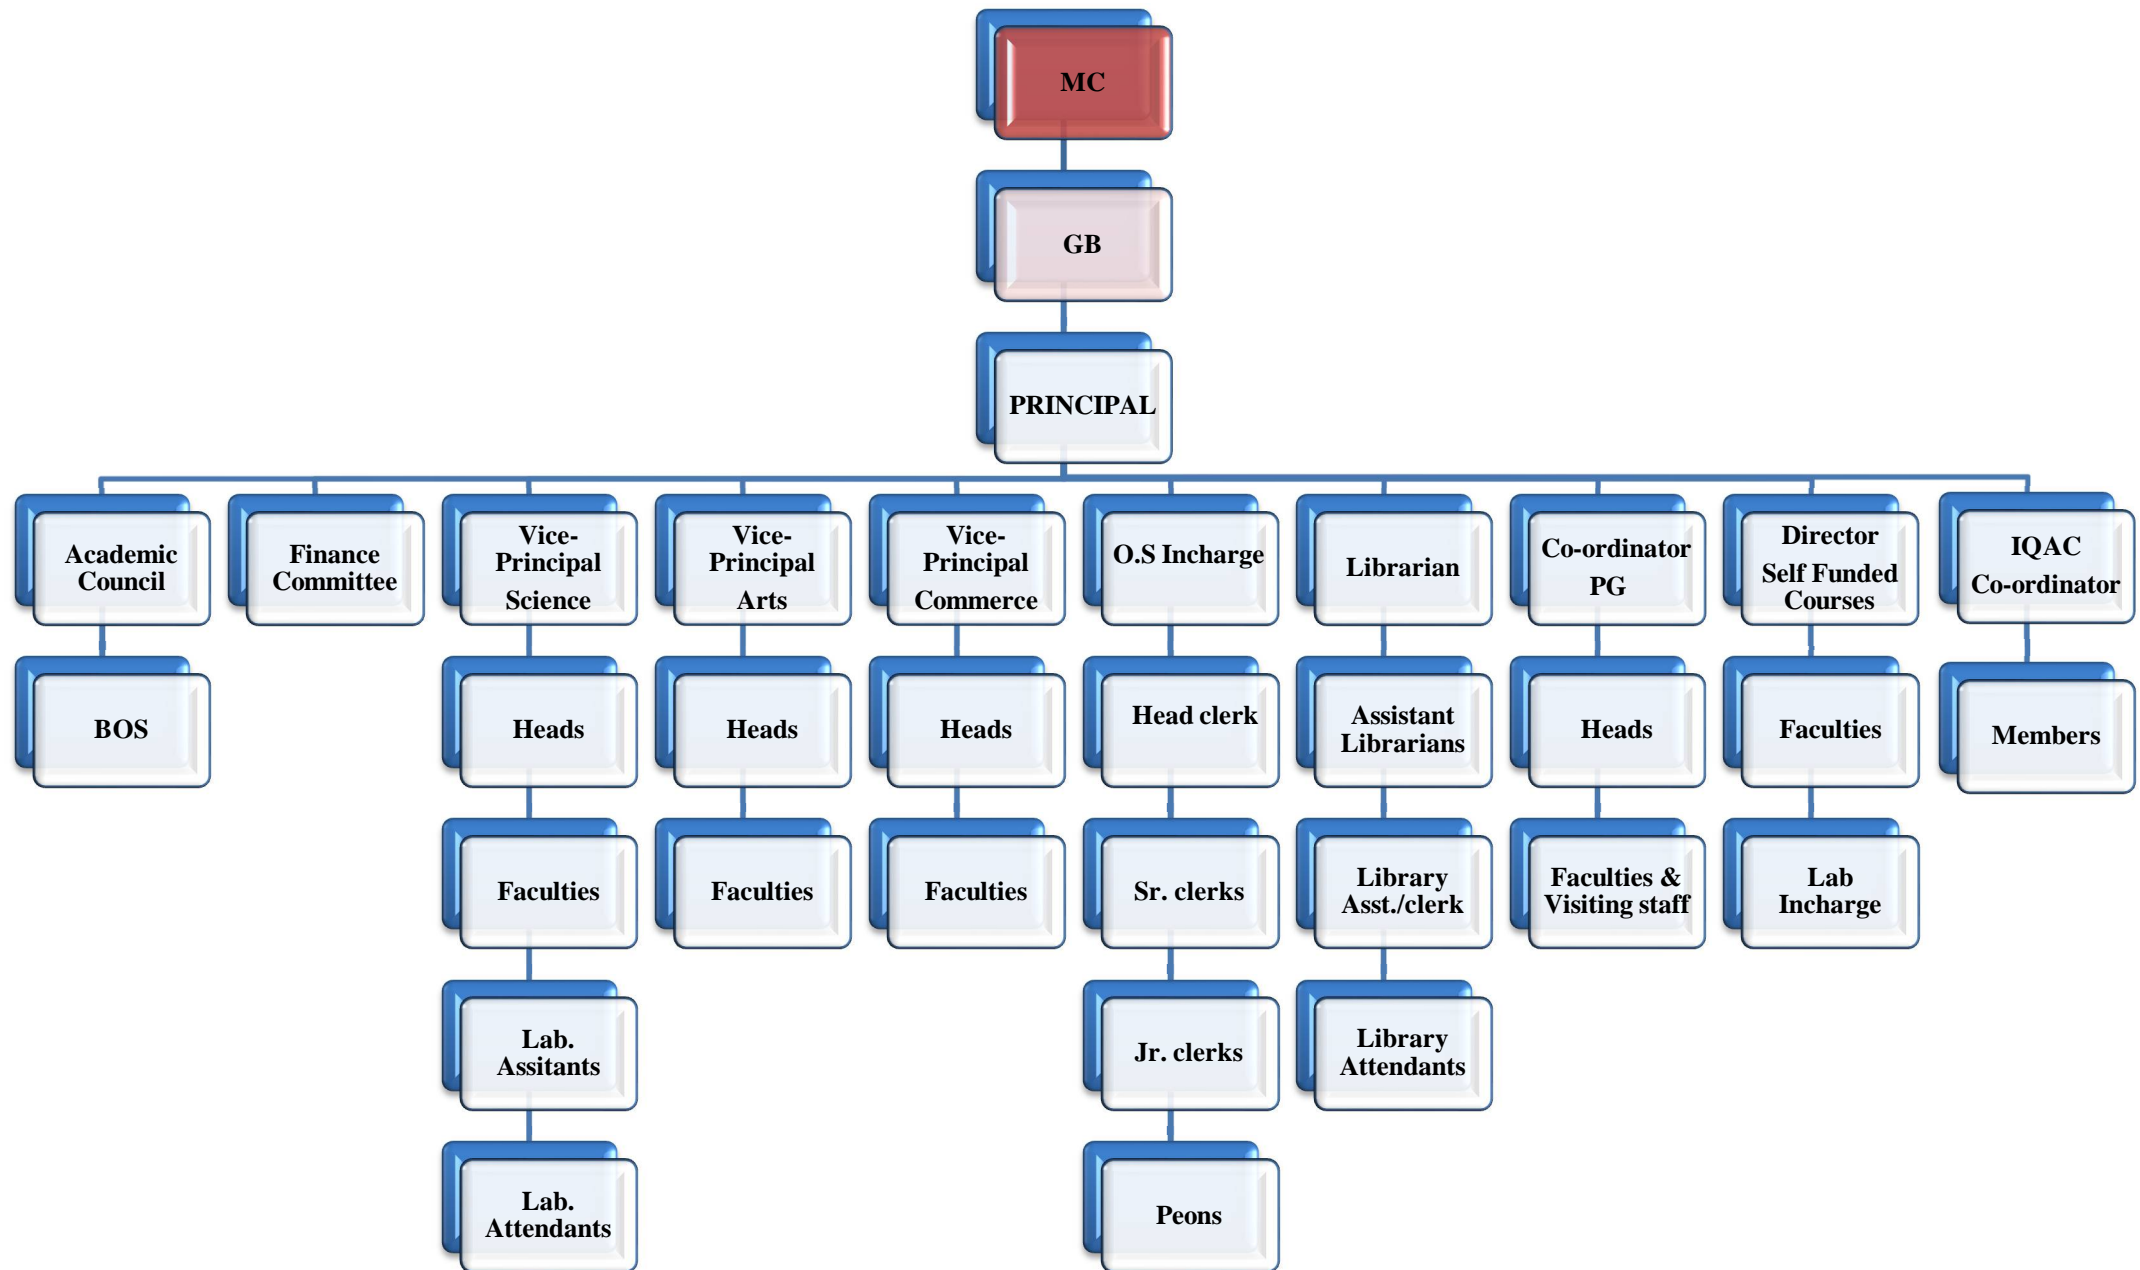 MC
GB
PRINCIPAL
Academic
Council
Finance
Committee
Vice-
Principal
Science
Vice-
Principal
Arts
Vice-
Principal
Commerce
O.S Incharge
Librarian
Co-ordinator
PG
Director
Self Funded
Courses
IQAC
Co-ordinator
BOS
Heads
Heads
Heads
Head clerk
Assistant
Librarians
Heads
Faculties
Members
Faculties
Faculties
Faculties
Sr. clerks
Library
Asst./clerk
Faculties &
Visiting staff
Lab
Incharge
Lab.
Assitants
Jr. clerks
Library
Attendants
Lab.
Attendants
Peons